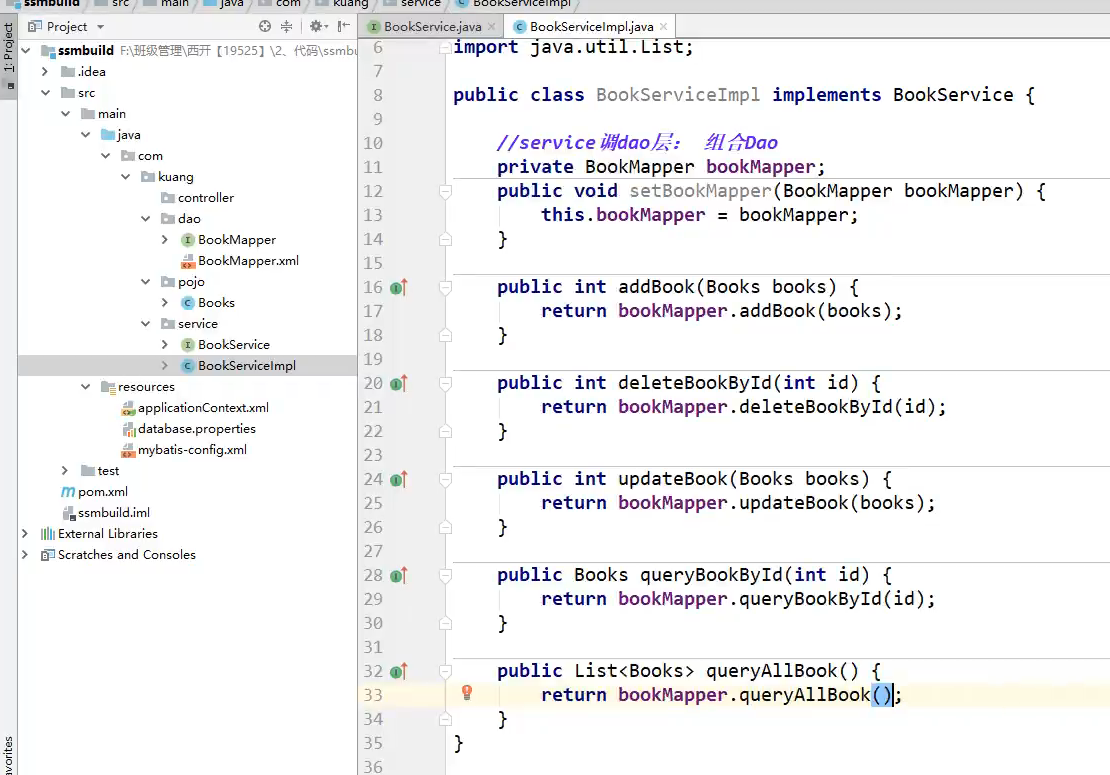 ssmbuild src main java com kuang service BookServiceImpl
1: Project
Project
BookService.java
BookServiceImpl.java
ssmbuild F:\班级管理\西开【19525】\2、代码\ssmbu
.idea
src
main
java
com
kuang
controller
dao
BookMapper
BookMapper.xml
pojo
Books
service
BookService
BookServiceImpl
resources
applicationContext.xml
database.properties
mybatis-config.xml
test
pom.xml
ssmbuild.iml
External Libraries
Scratches and Consoles
avorites
6 import java.util.List;
7
8 public class BookServiceImpl implements BookService {
9
10 //service调dao层： 组合Dao
11 private BookMapper bookMapper;
12 public void setBookMapper(BookMapper bookMapper) {
13 this.bookMapper = bookMapper;
14 }
15
16 public int addBook(Books books) {
17 return bookMapper.addBook(books);
18 }
19
20 public int deleteBookById(int id) {
21 return bookMapper.deleteBookById(id);
22 }
23
24 public int updateBook(Books books) {
25 return bookMapper.updateBook(books);
26 }
27
28 public Books queryBookById(int id) {
29 return bookMapper.queryBookById(id);
30 }
31
32 public List<Books> queryAllBook() {
33 return bookMapper.queryAllBook();
34 }
35 }
36